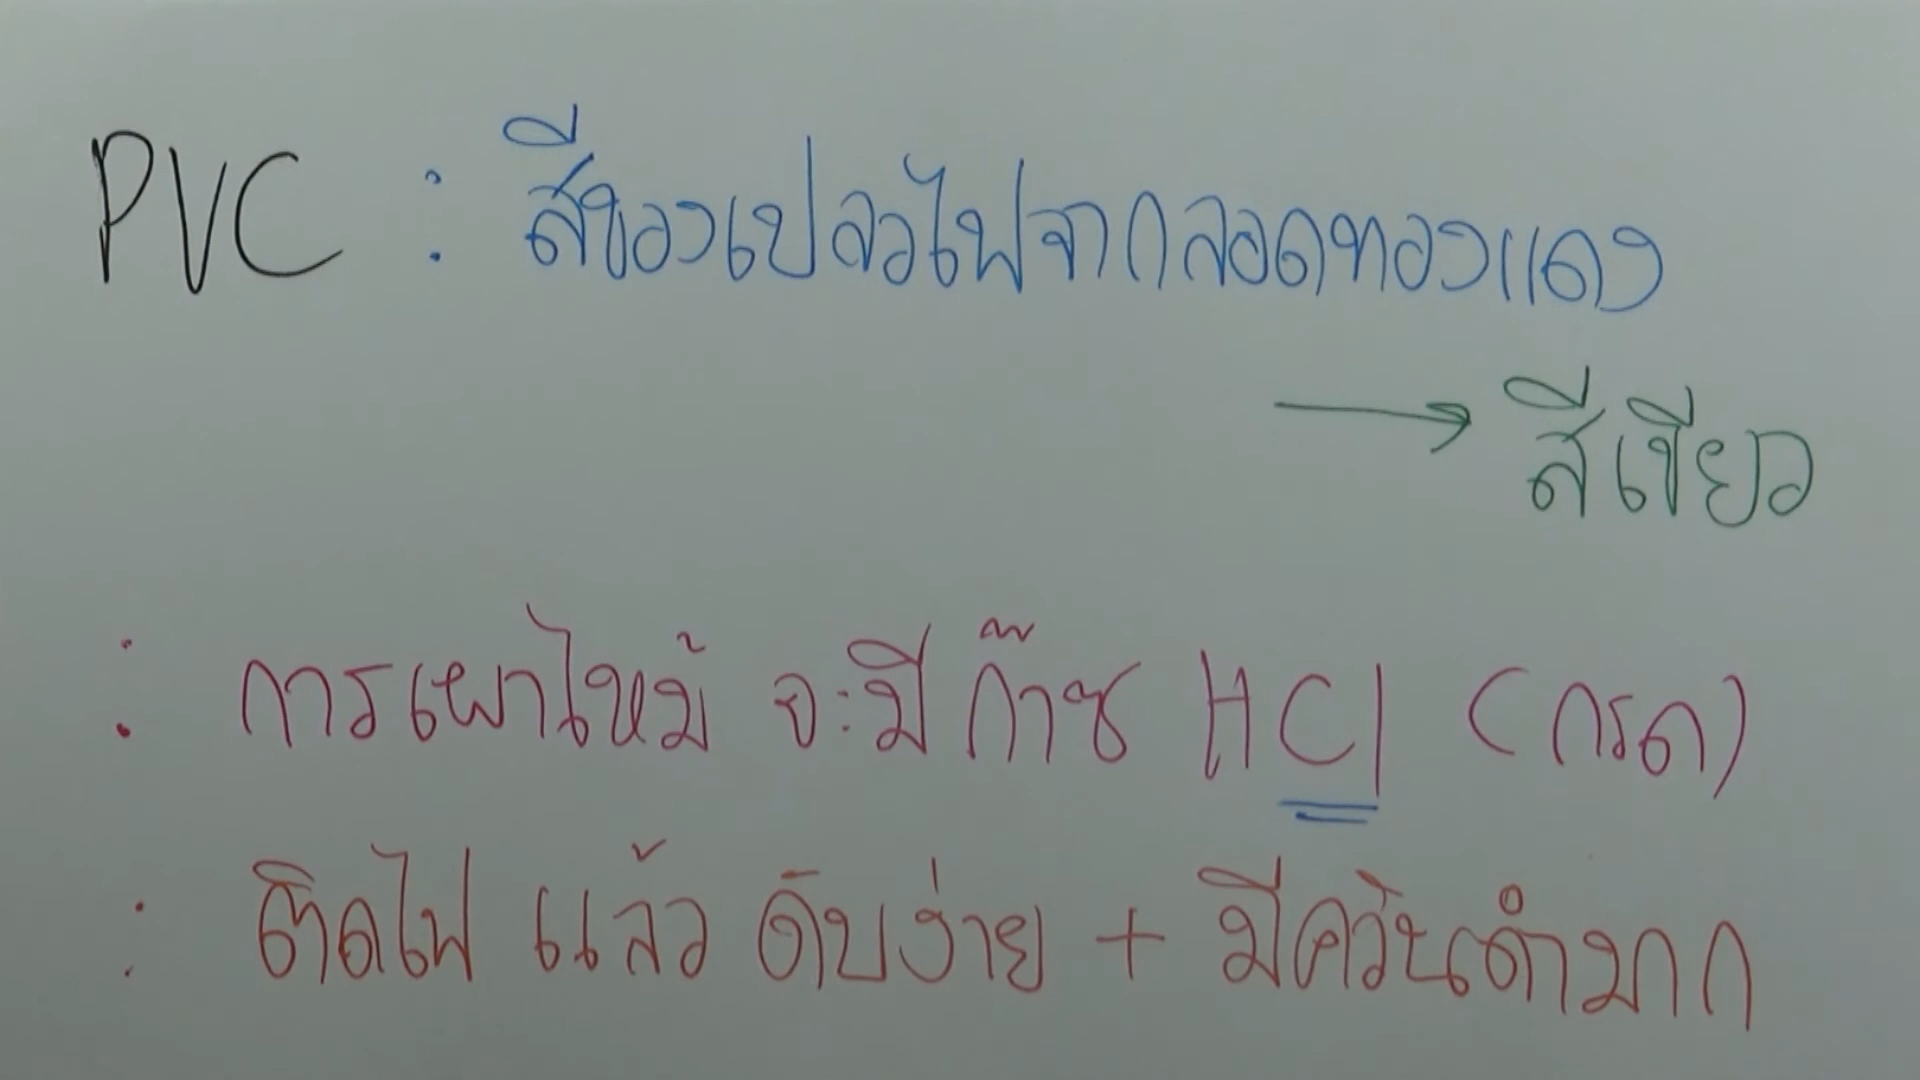 PVC : สีของเปลวไฟจากลวดทองแดง
→ สีเขียว
: การเผาไหม้ จะมีก๊าซ HCl (กรด)
: ติดไฟ แล้ว ดับง่าย + มีควันดำมาก